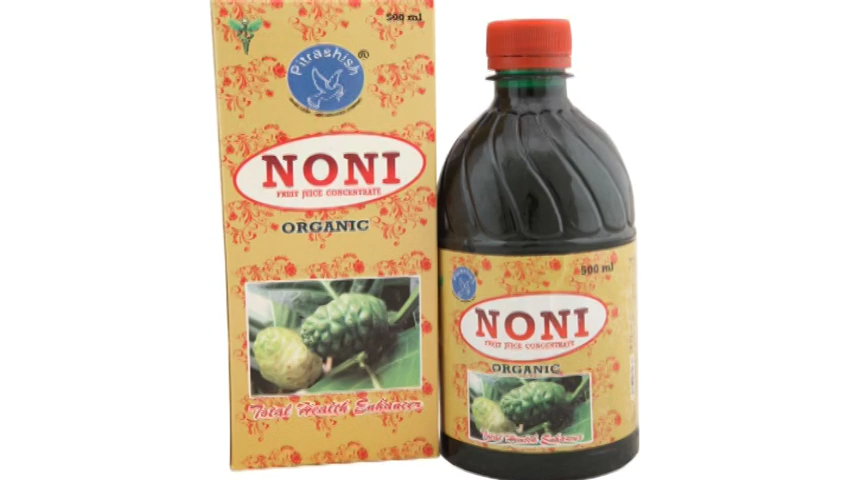 500 ml
Pitrashish®
NONI
FRUIT JUICE CONCENTRATE
ORGANIC
Total Health Enhancer
500 ml
NONI
FRUIT JUICE CONCENTRATE
ORGANIC
Total Health Enhancer